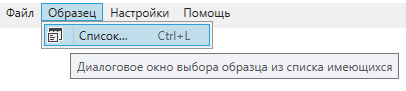 Файл Образец Настройки Помощь
Список... Ctrl+L
Диалоговое окно выбора образца из списка имеющихся